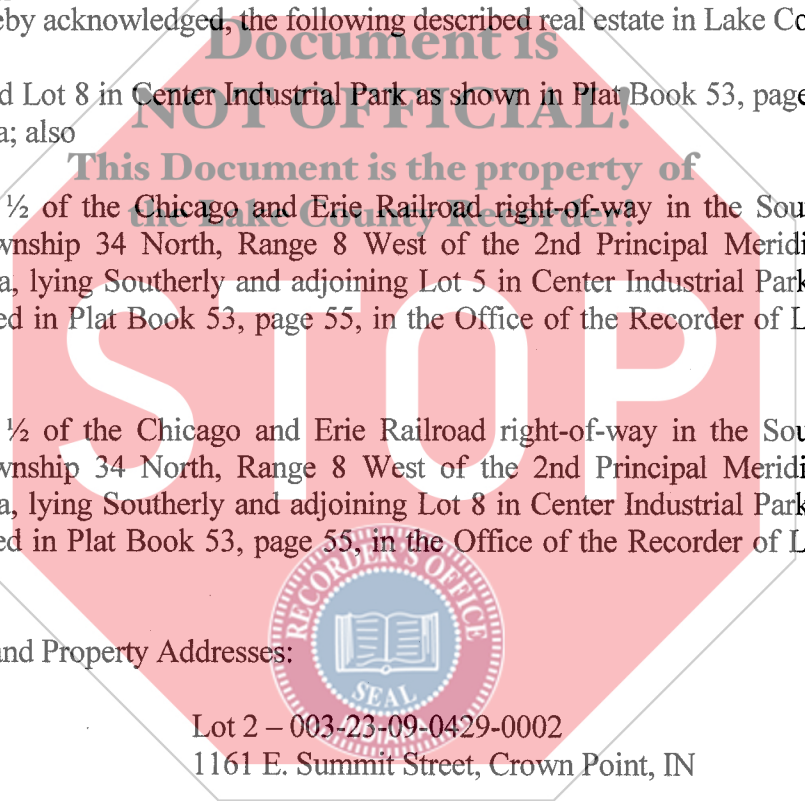 eby acknowledged, the following described real estate in Lake Co
Document is
d Lot 8 in Center Industrial Park as shown in Plat Book 53, page
NOT OFFICIAL!
a; also
This Document is the property of
½ of the Chicago and Erie Railroad right-of-way in the Sou
the Lake County Recorder!
wnship 34 North, Range 8 West of the 2nd Principal Meridi
a, lying Southerly and adjoining Lot 5 in Center Industrial Park
ed in Plat Book 53, page 55, in the Office of the Recorder of L
STOP
½ of the Chicago and Erie Railroad right-of-way in the Sou
wnship 34 North, Range 8 West of the 2nd Principal Meridi
a, lying Southerly and adjoining Lot 8 in Center Industrial Park
ed in Plat Book 53, page 55, in the Office of the Recorder of L
RECORDER'S OFFICE
and Property Addresses:
SEAL
Lot 2 – 003-23-09-0429-0002
1161 E. Summit Street, Crown Point, IN